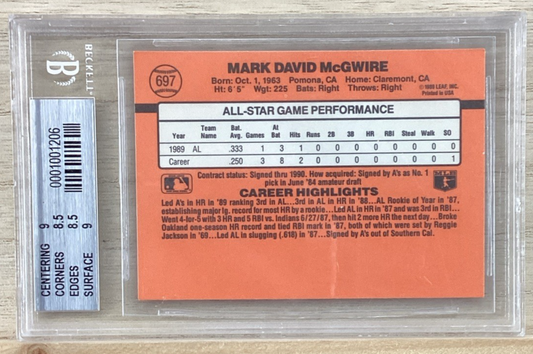 BECKETT
B
0001001206
CENTERING 9
CORNERS 8.5
EDGES 8.5
SURFACE 9
697
MARK DAVID McGWIRE
Born: Oct. 1, 1963 Pomona, CA Home: Claremont, CA
Ht: 6'5" Wgt: 225 Bats: Right Throws: Right
©1989 LEAF, INC.
Printed in USA
ALL-STAR GAME PERFORMANCE
Year Team Name Bat. Avg. Games At Bat Hits Runs 2B 3B HR RBI Steal Walk SO
1989 AL .333 1 3 1 0 0 0 0 0 0 0 0
Career .250 3 8 2 0 0 0 0 0 0 0 1
Contract status: Signed thru 1990. How acquired: Signed by A's as No. 1
pick in June '84 amateur draft
CAREER HIGHLIGHTS
Led A's in HR in '89 ranking 3rd in AL...3rd in AL in HR in '88...AL Rookie of Year in '87,
establishing major lg. record for most HR by a rookie...Led AL in HR in '87 and was 3rd in RBI...
West 4-for-5 with 3 HR and 5 RBI vs. Indians 6/27/87, then hit 2 more HR the next day...Broke
Oakland one-season HR record and tied RBI mark in '87, both of which were set by Reggie
Jackson in '69...Led AL in slugging (.618) in '87...Signed by A's out of Southern Cal.